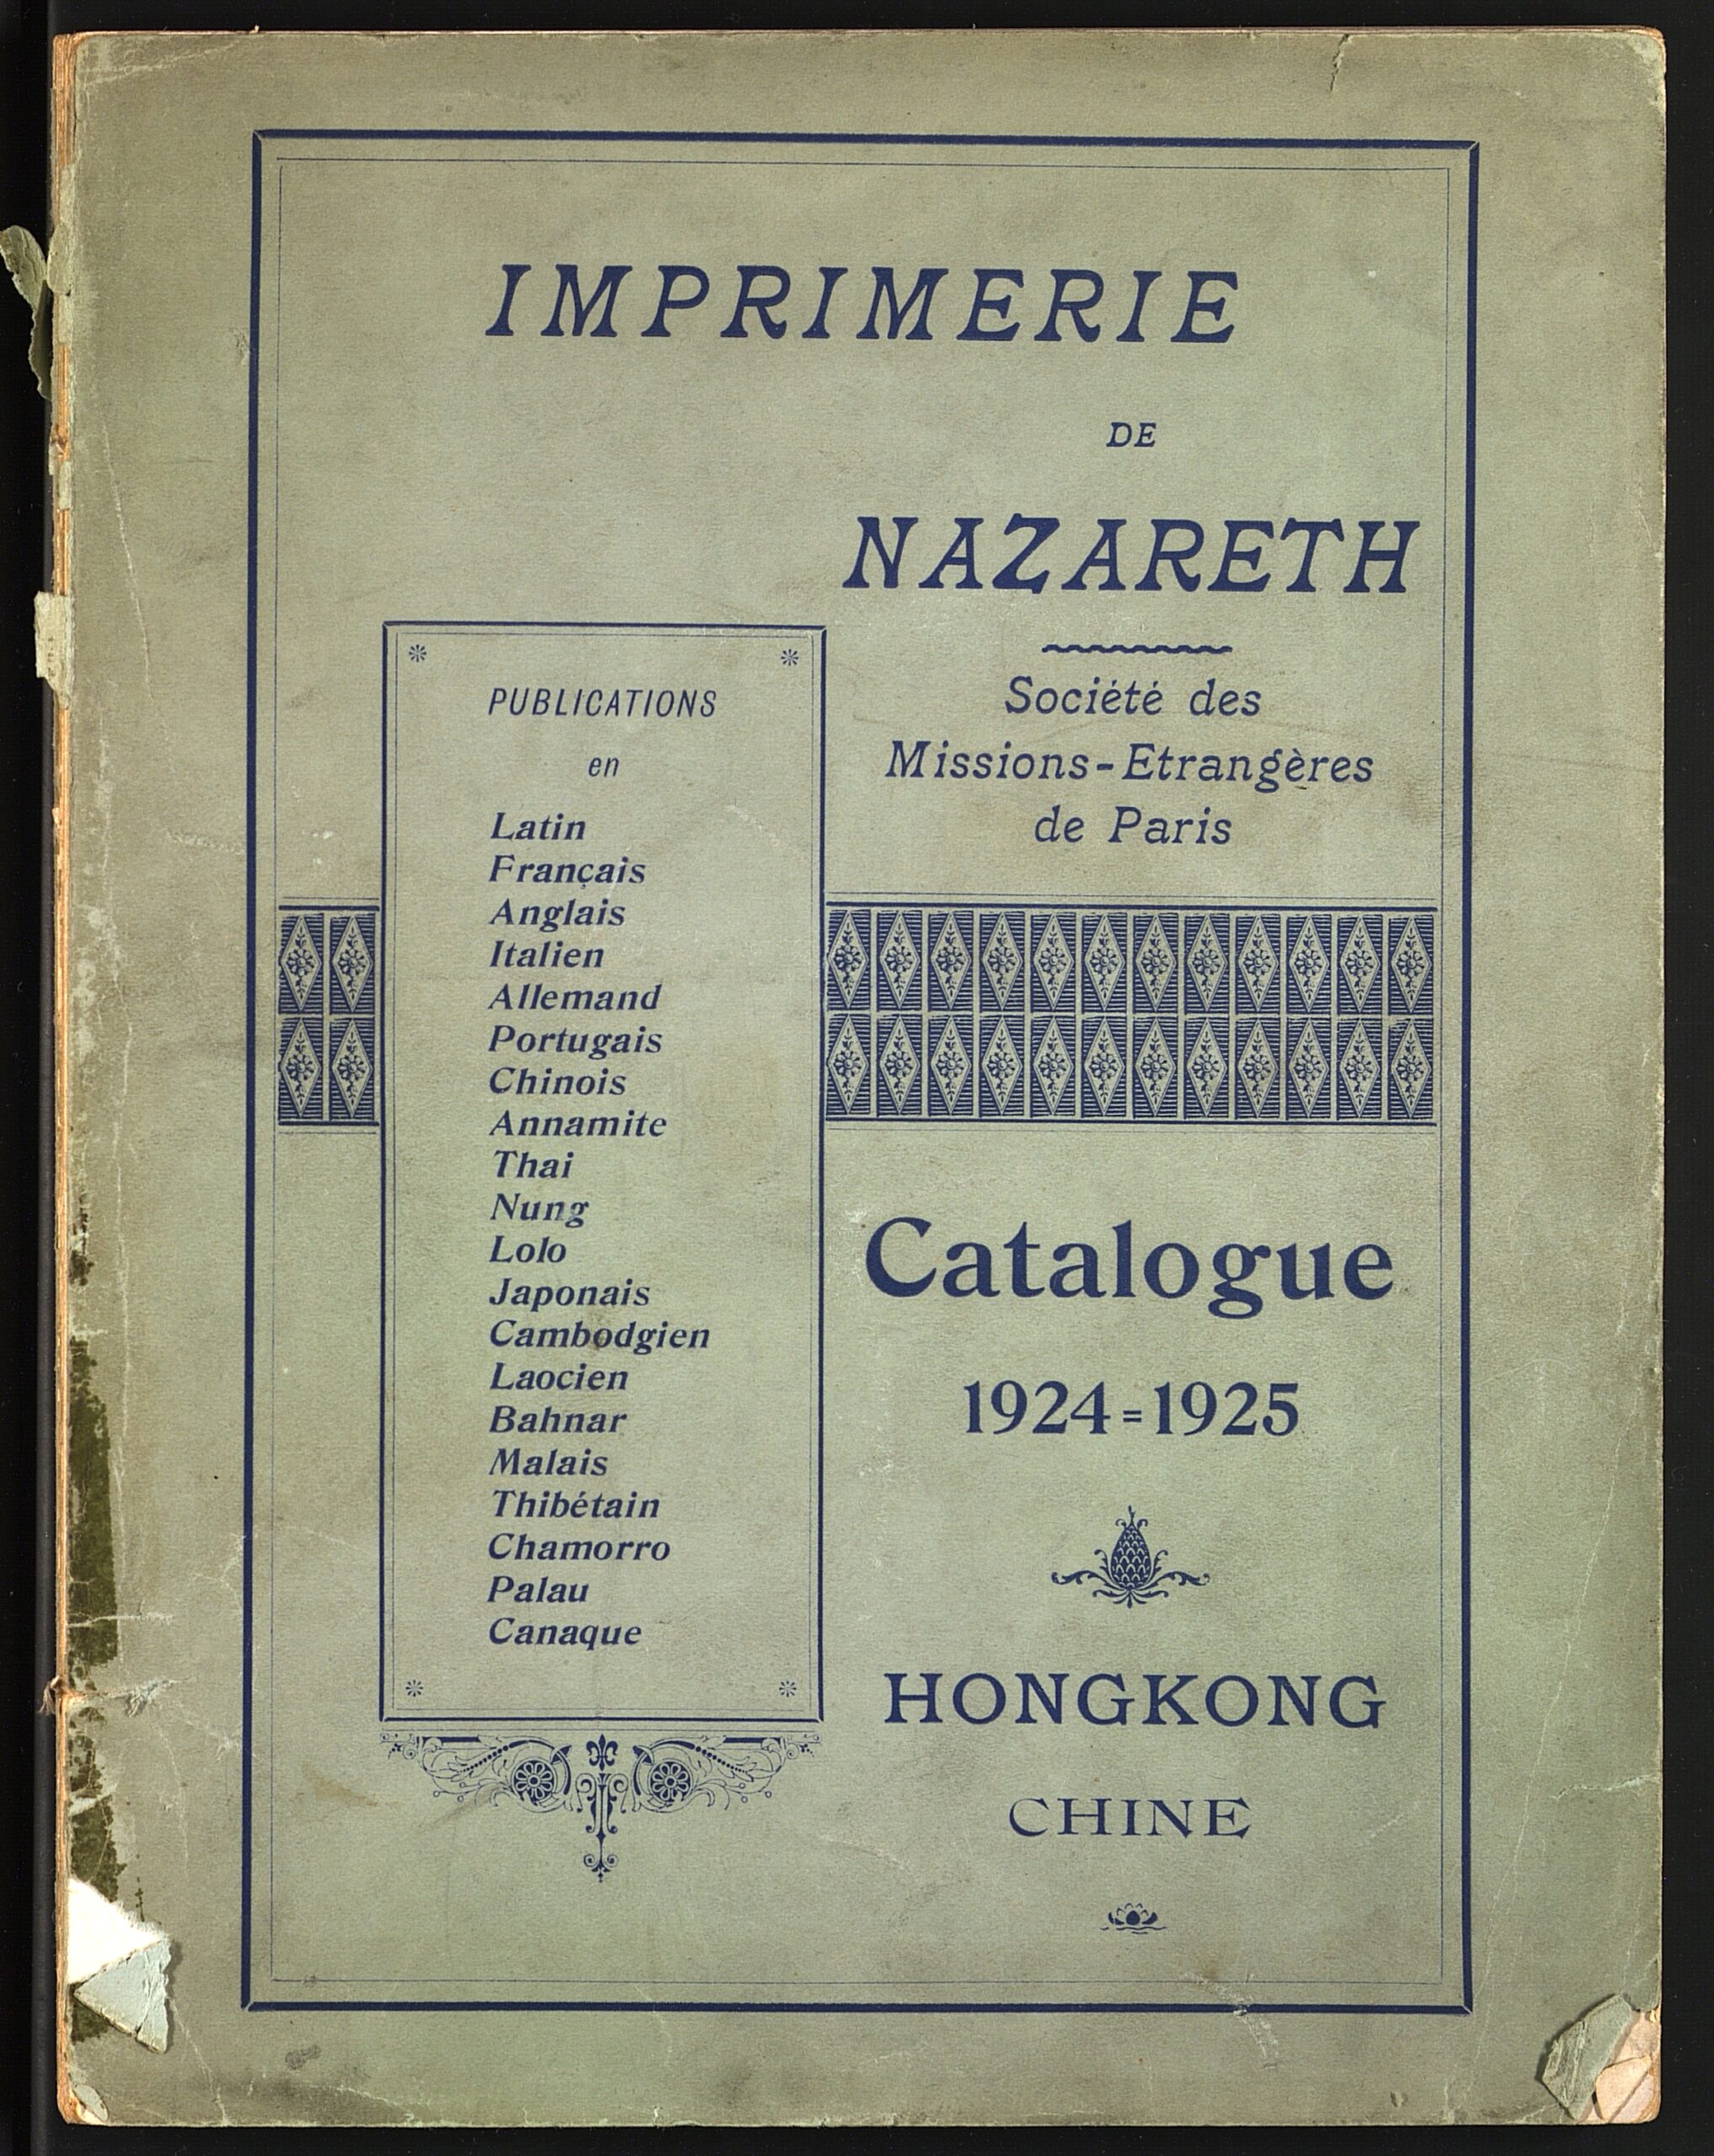 IMPRIMERIE
DE
NAZARETH
Société des
Missions-Etrangères
de Paris
PUBLICATIONS
en
Latin
Français
Anglais
Italien
Allemand
Portugais
Chinois
Annamite
Thai
Nung
Lolo
Japonais
Cambodgien
Laocien
Bahnar
Malais
Thibétain
Chamorro
Palau
Canaque
Catalogue
1924=1925
HONGKONG
CHINE